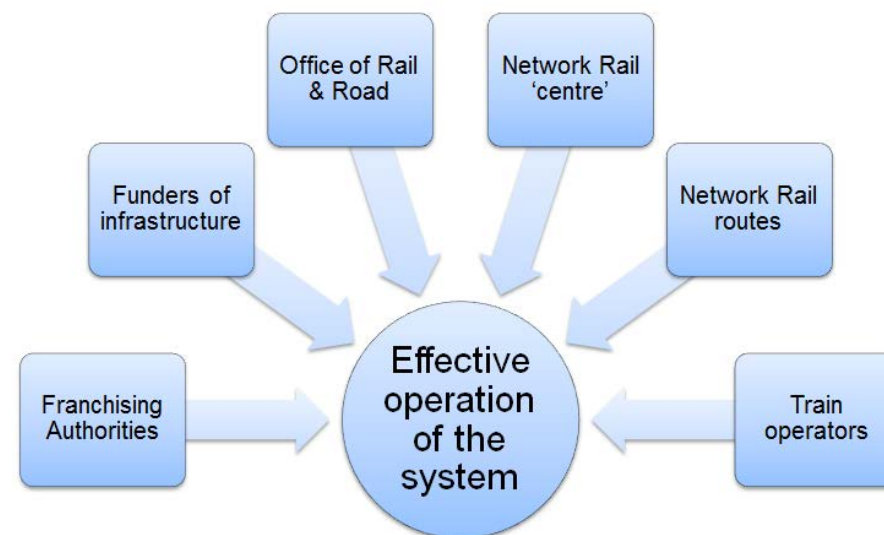 Office of Rail
& Road
Network Rail
‘centre’
Funders of
infrastructure
Network Rail
routes
Franchising
Authorities
Effective
operation
of the
system
Train
operators